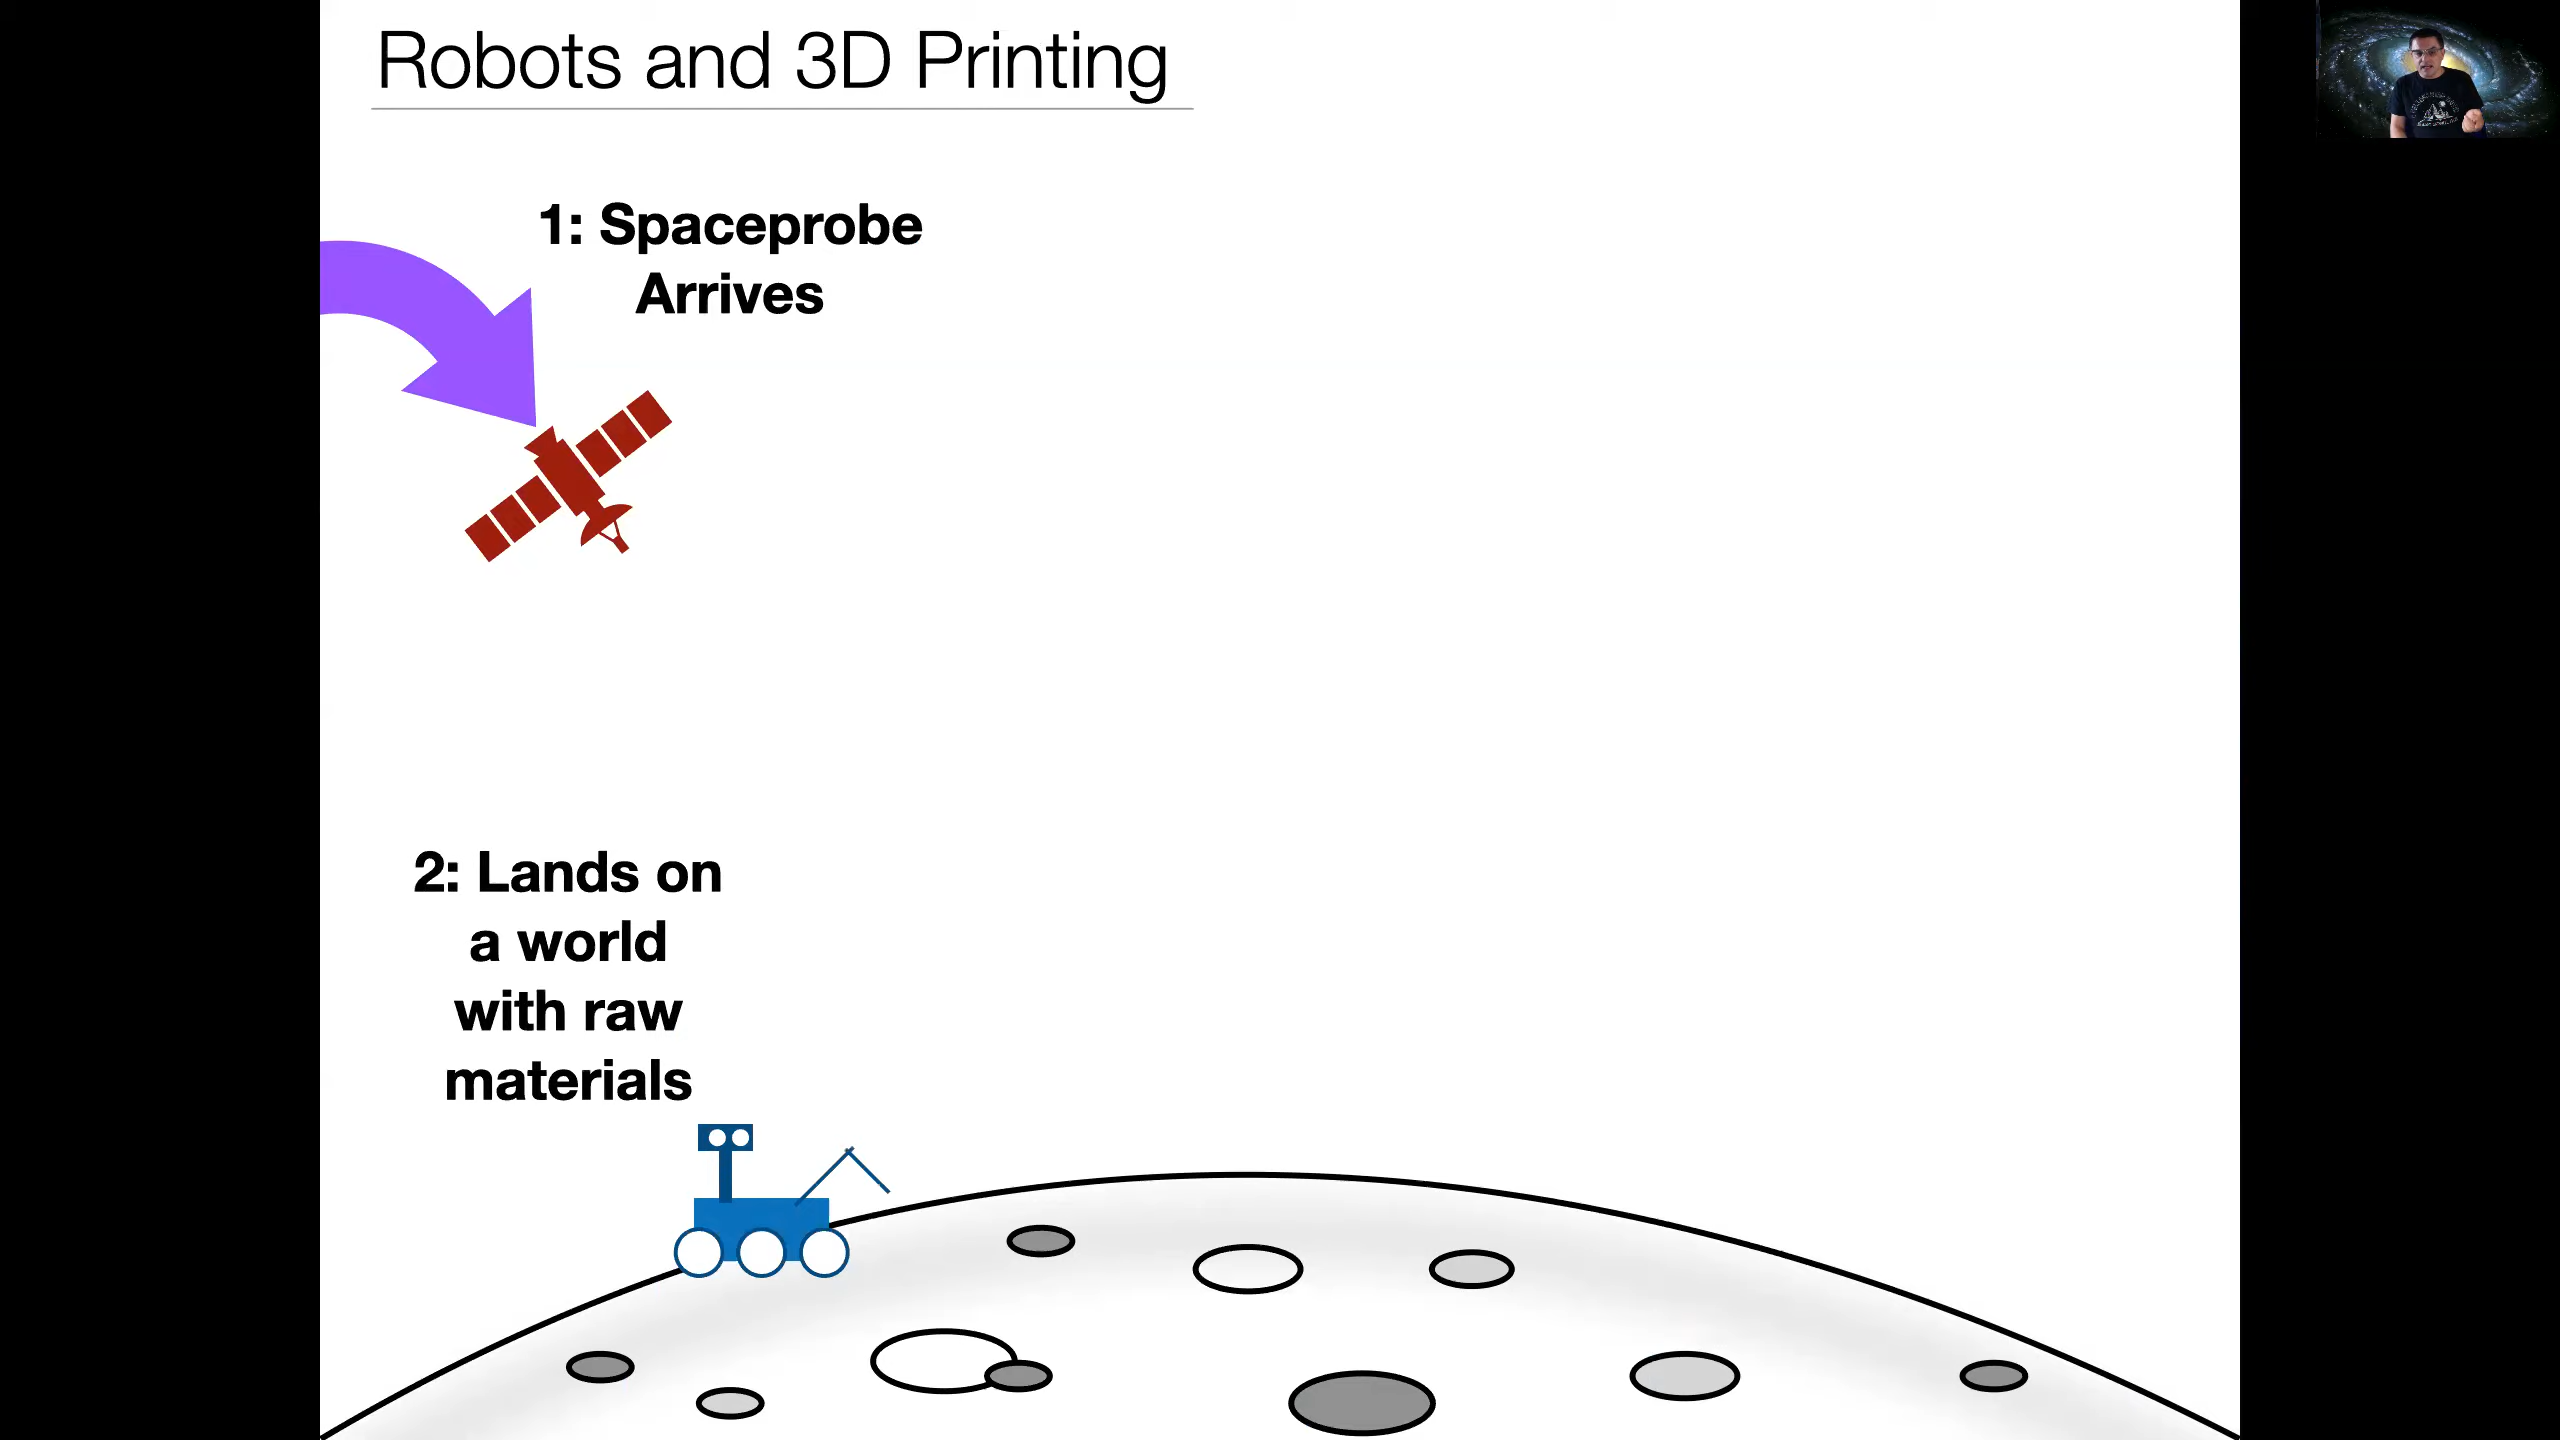 Robots and 3D Printing
1: Spaceprobe
Arrives
2: Lands on
a world
with raw
materials